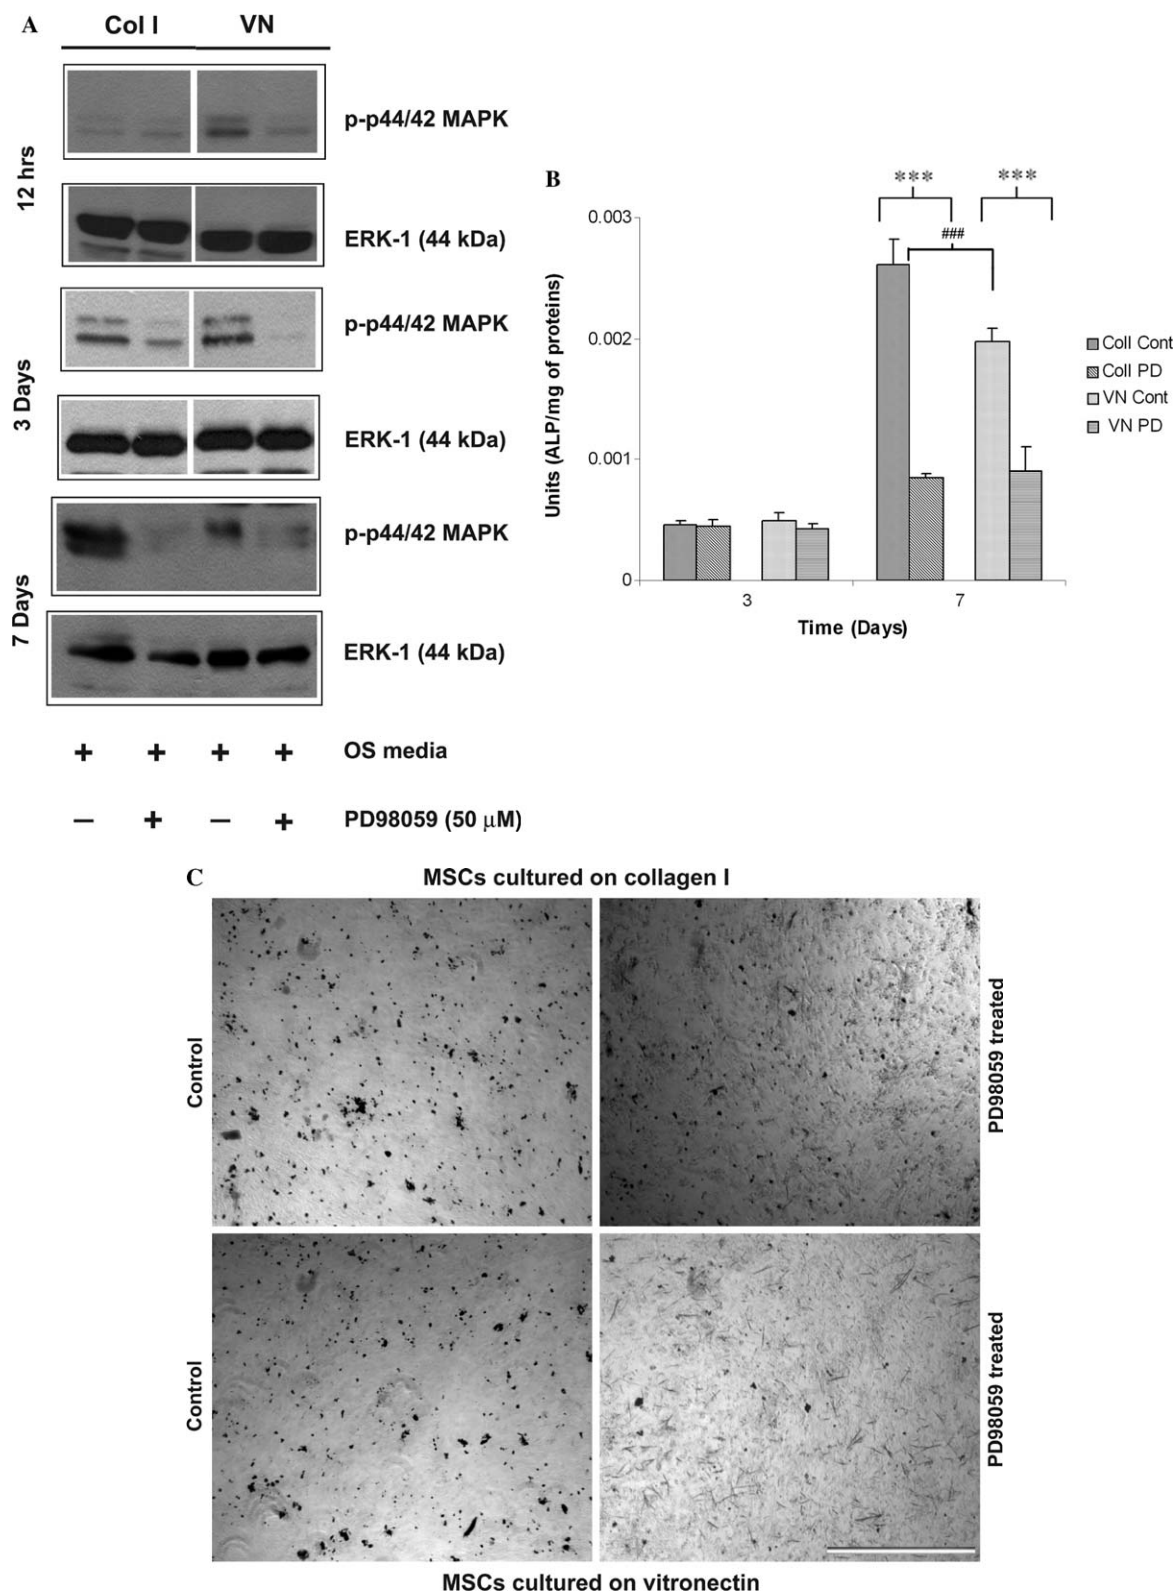 A
Col I VN
12 hrs
p-p44/42 MAPK
ERK-1 (44 kDa)
3 Days
p-p44/42 MAPK
ERK-1 (44 kDa)
7 Days
p-p44/42 MAPK
ERK-1 (44 kDa)
+ + + + OS media
− + − + PD98059 (50 μM)
B
Units (ALP/mg of proteins)
0.003
0.002
0.001
0
*** ***
###
3 7
Time (Days)
Coll Cont
Coll PD
VN Cont
VN PD
C
MSCs cultured on collagen I
Control
PD98059 treated
Control
PD98059 treated
MSCs cultured on vitronectin